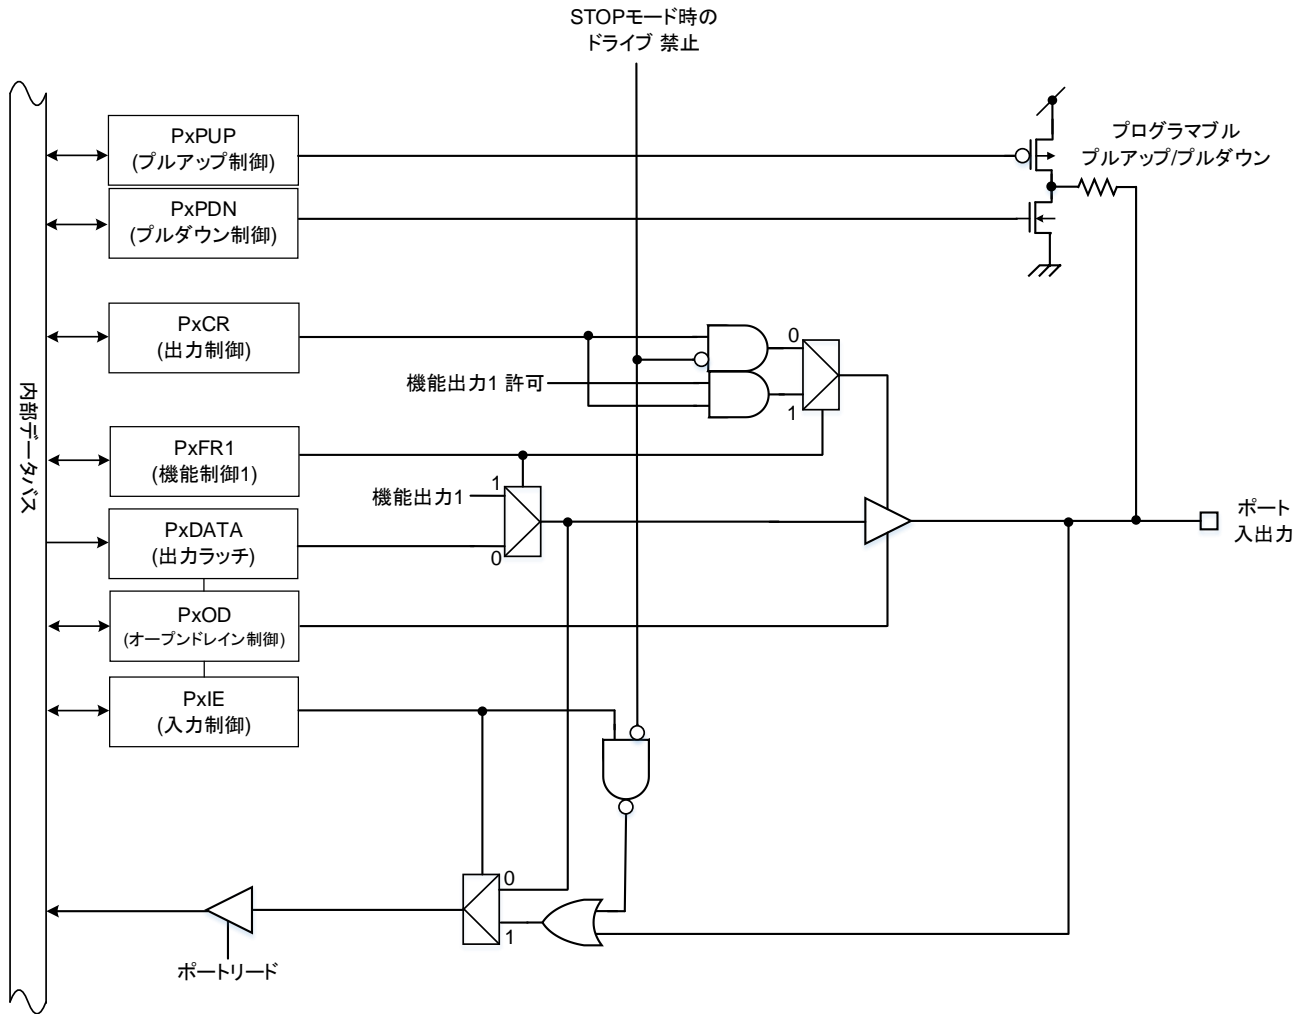 STOPモード時の
ドライブ 禁止
PxPUP
(プルアップ制御)
プログラマブル
プルアップ/プルダウン
PxPDN
(プルダウン制御)
PxCR
(出力制御)
0
機能出力1 許可
1
内部データバス
PxFR1
(機能制御1)
1
機能出力1
0
PxDATA
(出力ラッチ)
ポート
入出力
PxOD
(オープンドレイン制御)
PxIE
(入力制御)
0
1
ポートリード